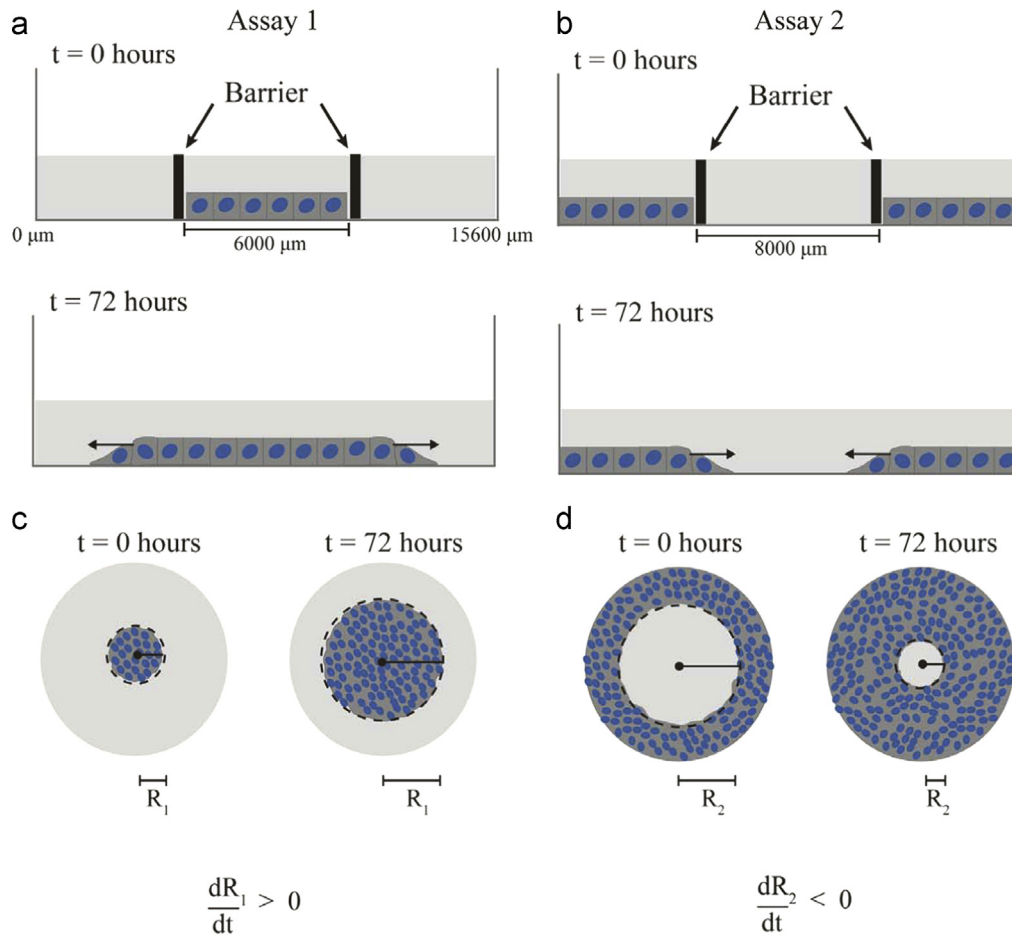 a
Assay 1
t = 0 hours
Barrier
0 μm
6000 μm
15600 μm
t = 72 hours
b
Assay 2
t = 0 hours
Barrier
8000 μm
t = 72 hours
c
t = 0 hours
t = 72 hours
R₁
R₁
dR₁/dt > 0
d
t = 0 hours
t = 72 hours
R₂
R₂
dR₂/dt < 0